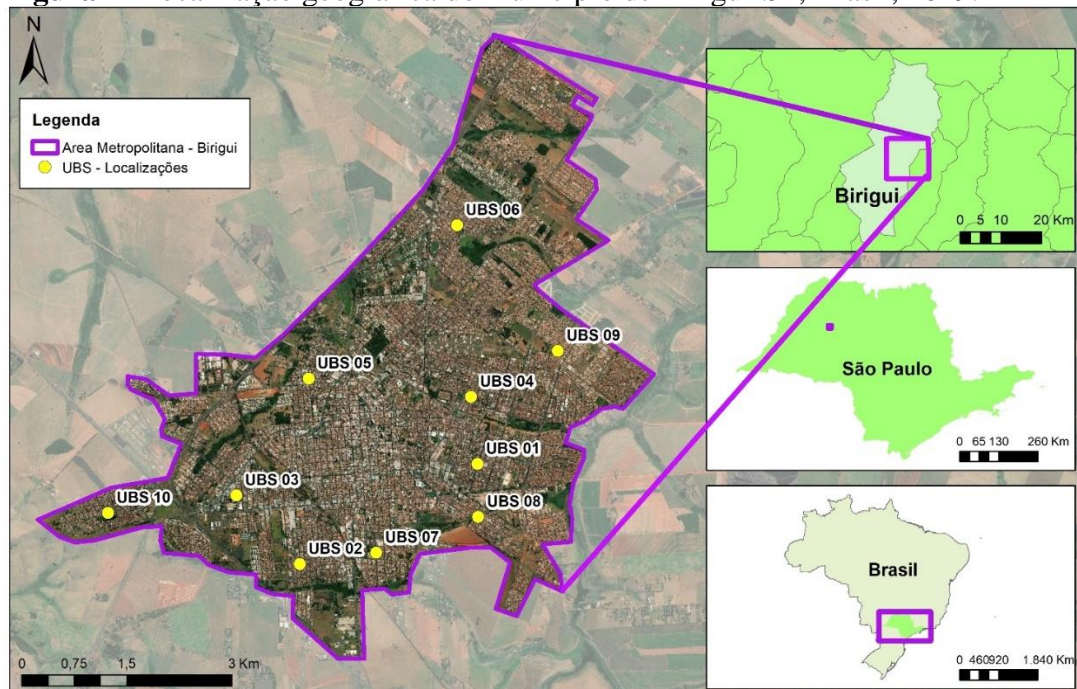 N
Legenda
Area Metropolitana - Birigui
UBS - Localizações
UBS 06
UBS 09
UBS 05
UBS 04
UBS 01
UBS 03
UBS 10
UBS 08
UBS 07
UBS 02
0 0,75 1,5 3 Km
Birigui
0 5 10 20 Km
São Paulo
0 65 130 260 Km
Brasil
0 460920 1.840 Km